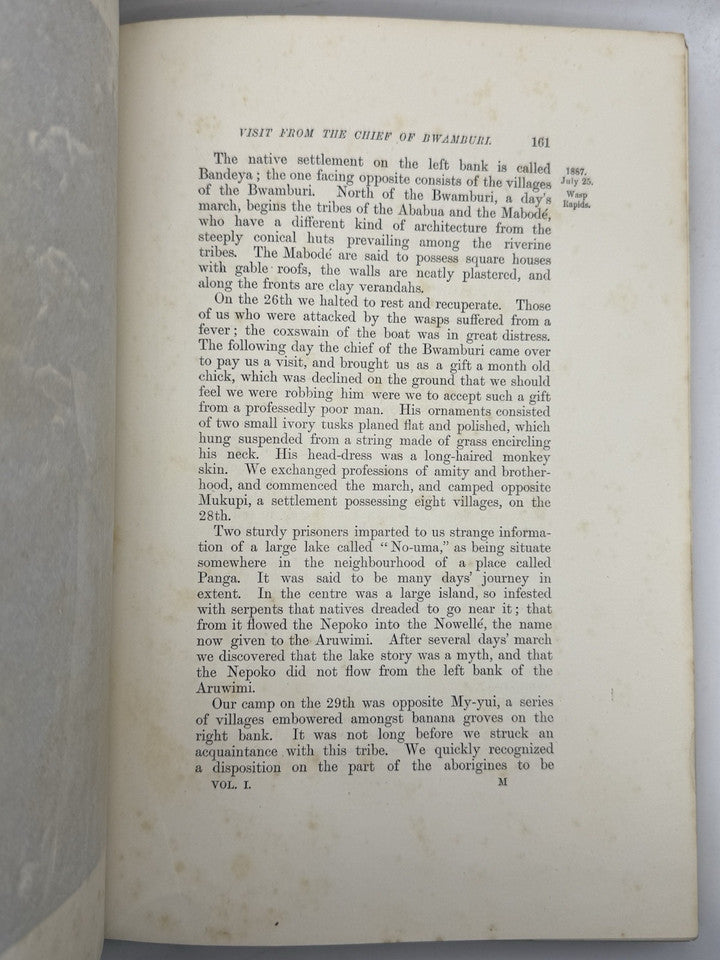 VISIT FROM THE CHIEF OF BWAMBURI. 161
The native settlement on the left bank is called
Bandeya; the one facing opposite consists of the villages
of the Bwamburi. North of the Bwamburi, a day's
march, begins the tribes of the Ababua and the Mabodé,
who have a different kind of architecture from the
steeply conical huts prevailing among the riverine
tribes. The Mabodé are said to possess square houses
with gable roofs, the walls are neatly plastered, and
along the fronts are clay verandahs.
1887.
July 25.
Wasp
Rapids.
On the 26th we halted to rest and recuperate. Those
of us who were attacked by the wasps suffered from a
fever; the coxswain of the boat was in great distress.
The following day the chief of the Bwamburi came over
to pay us a visit, and brought us as a gift a month old
chick, which was declined on the ground that we should
feel we were robbing him were we to accept such a gift
from a professedly poor man. His ornaments consisted
of two small ivory tusks planed flat and polished, which
hung suspended from a string made of grass encircling
his neck. His head-dress was a long-haired monkey
skin. We exchanged professions of amity and brother-
hood, and commenced the march, and camped opposite
Mukupi, a settlement possessing eight villages, on the
28th.
Two sturdy prisoners imparted to us strange informa-
tion of a large lake called "No-uma," as being situate
somewhere in the neighbourhood of a place called
Panga. It was said to be many days' journey in
extent. In the centre was a large island, so infested
with serpents that natives dreaded to go near it; that
from it flowed the Nepoko into the Nowellé, the name
now given to the Aruwimi. After several days' march
we discovered that the lake story was a myth, and that
the Nepoko did not flow from the left bank of the
Aruwimi.
Our camp on the 29th was opposite My-yui, a series
of villages embowered amongst banana groves on the
right bank. It was not long before we struck an
acquaintance with this tribe. We quickly recognized
a disposition on the part of the aborigines to be
VOL. I. M